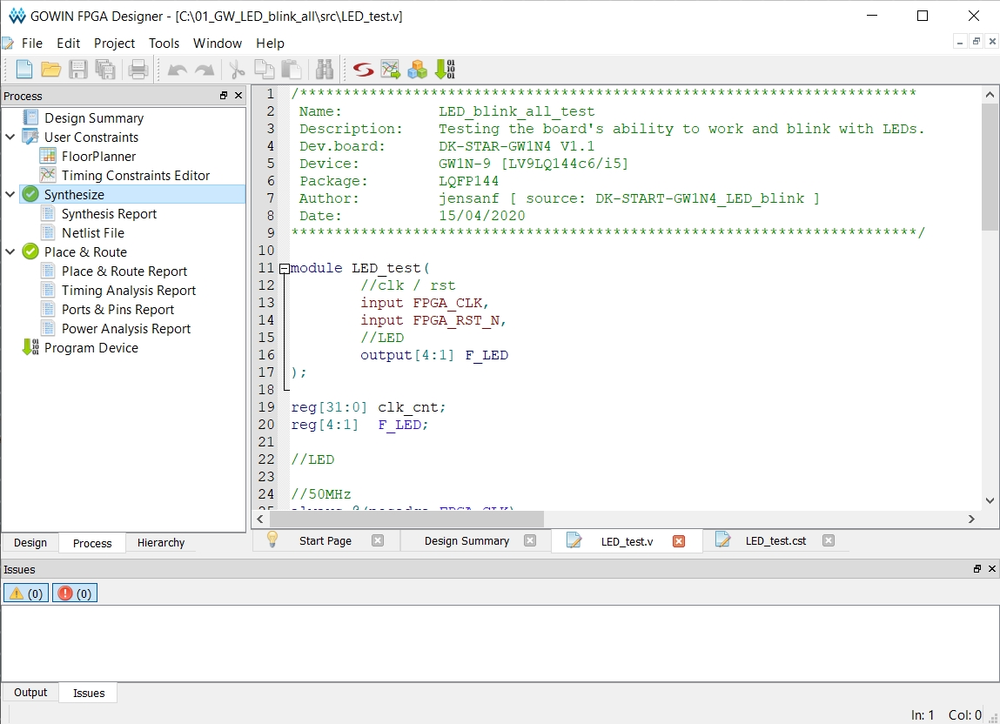 GOWIN FPGA Designer - [C:\01_GW_LED_blink_all\src\LED_test.v]
File Edit Project Tools Window Help
Process
Design Summary
User Constraints
FloorPlanner
Timing Constraints Editor
Synthesize
Synthesis Report
Netlist File
Place & Route
Place & Route Report
Timing Analysis Report
Ports & Pins Report
Power Analysis Report
Program Device
Design Process Hierarchy
1 /***********************************************************************
2 Name: LED_blink_all_test
3 Description: Testing the board's ability to work and blink with LEDs.
4 Dev.board: DK-STAR-GW1N4 V1.1
5 Device: GW1N-9 [LV9LQ144c6/i5]
6 Package: LQFP144
7 Author: jensanf [ source: DK-START-GW1N4_LED_blink ]
8 Date: 15/04/2020
9 ************************************************************************/
10
11 module LED_test(
12 //clk / rst
13 input FPGA_CLK,
14 input FPGA_RST_N,
15 //LED
16 output[4:1] F_LED
17 );
18
19 reg[31:0] clk_cnt;
20 reg[4:1] F_LED;
21
22 //LED
23
24 //50MHz
Start Page Design Summary LED_test.v LED_test.cst
Issues
(0) (0)
Output Issues
In: 1 Col: 0